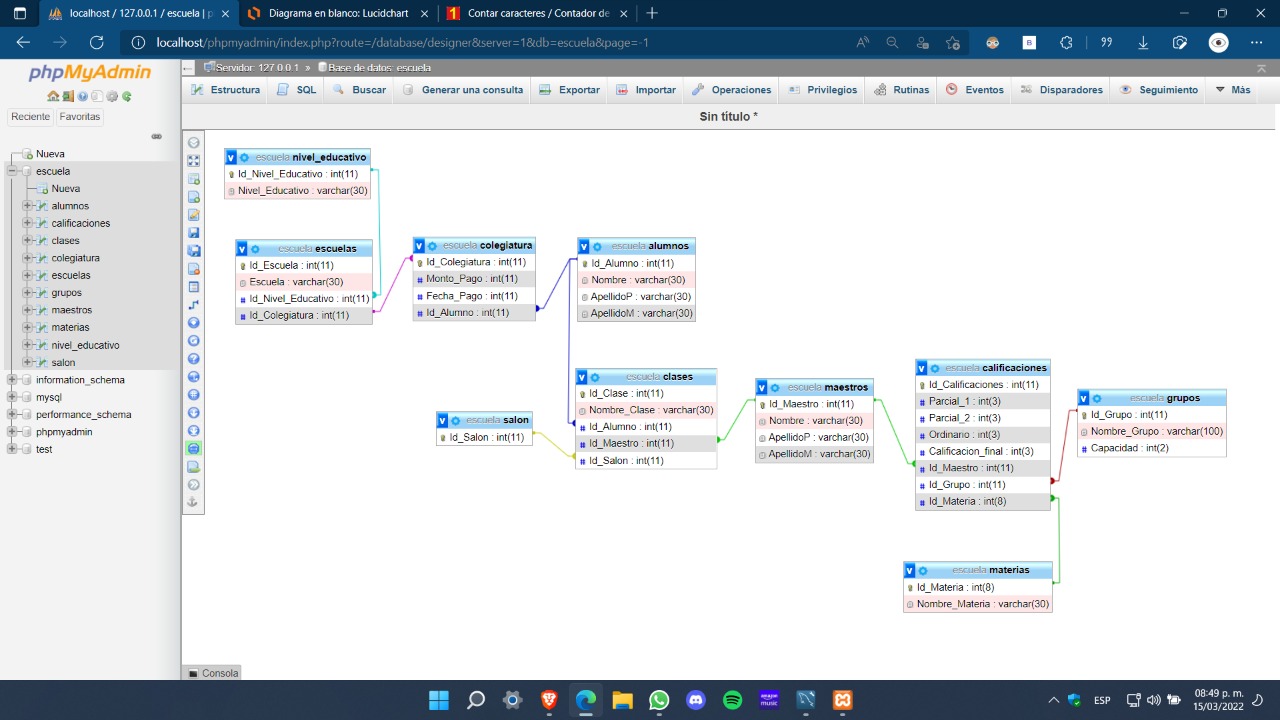 localhost / 127.0.0.1 / escuela | p
Diagrama en blanco: Lucidchart
1
Contar caracteres / Contador de
localhost/phpmyadmin/index.php?route=/database/designer&server=1&db=escuela&page=-1
phpMyAdmin
Reciente Favoritas
Nueva
escuela
Nueva
alumnos
calificaciones
clases
colegiatura
escuelas
grupos
maestros
materias
nivel_educativo
salon
information_schema
mysql
performance_schema
phpmyadmin
test
Servidor: 127.0.0.1 » Base de datos: escuela
Estructura SQL Buscar Generar una consulta Exportar Importar Operaciones Privilegios Rutinas Eventos Disparadores Seguimiento Más
Sin título *
v escuela nivel_educativo
Id_Nivel_Educativo : int(11)
Nivel_Educativo : varchar(30)
v escuela escuelas
Id_Escuela : int(11)
Escuela : varchar(30)
# Id_Nivel_Educativo : int(11)
# Id_Colegiatura : int(11)
v escuela colegiatura
Id_Colegiatura : int(11)
# Monto_Pago : int(11)
# Fecha_Pago : int(11)
# Id_Alumno : int(11)
v escuela alumnos
Id_Alumno : int(11)
Nombre : varchar(30)
ApellidoP : varchar(30)
ApellidoM : varchar(30)
v escuela salon
Id_Salon : int(11)
v escuela clases
Id_Clase : int(11)
Nombre_Clase : varchar(30)
# Id_Alumno : int(11)
# Id_Maestro : int(11)
# Id_Salon : int(11)
v escuela maestros
Id_Maestro : int(11)
Nombre : varchar(30)
ApellidoP : varchar(30)
ApellidoM : varchar(30)
v escuela calificaciones
Id_Calificaciones : int(11)
# Parcial_1 : int(3)
# Parcial_2 : int(3)
# Ordinario : int(3)
# Calificacion_final : int(3)
# Id_Maestro : int(11)
# Id_Grupo : int(11)
# Id_Materia : int(8)
v escuela grupos
Id_Grupo : int(11)
Nombre_Grupo : varchar(100)
# Capacidad : int(2)
v escuela materias
Id_Materia : int(8)
Nombre_Materia : varchar(30)
Consola
amazon music
ESP
08:49 p. m.
15/03/2022